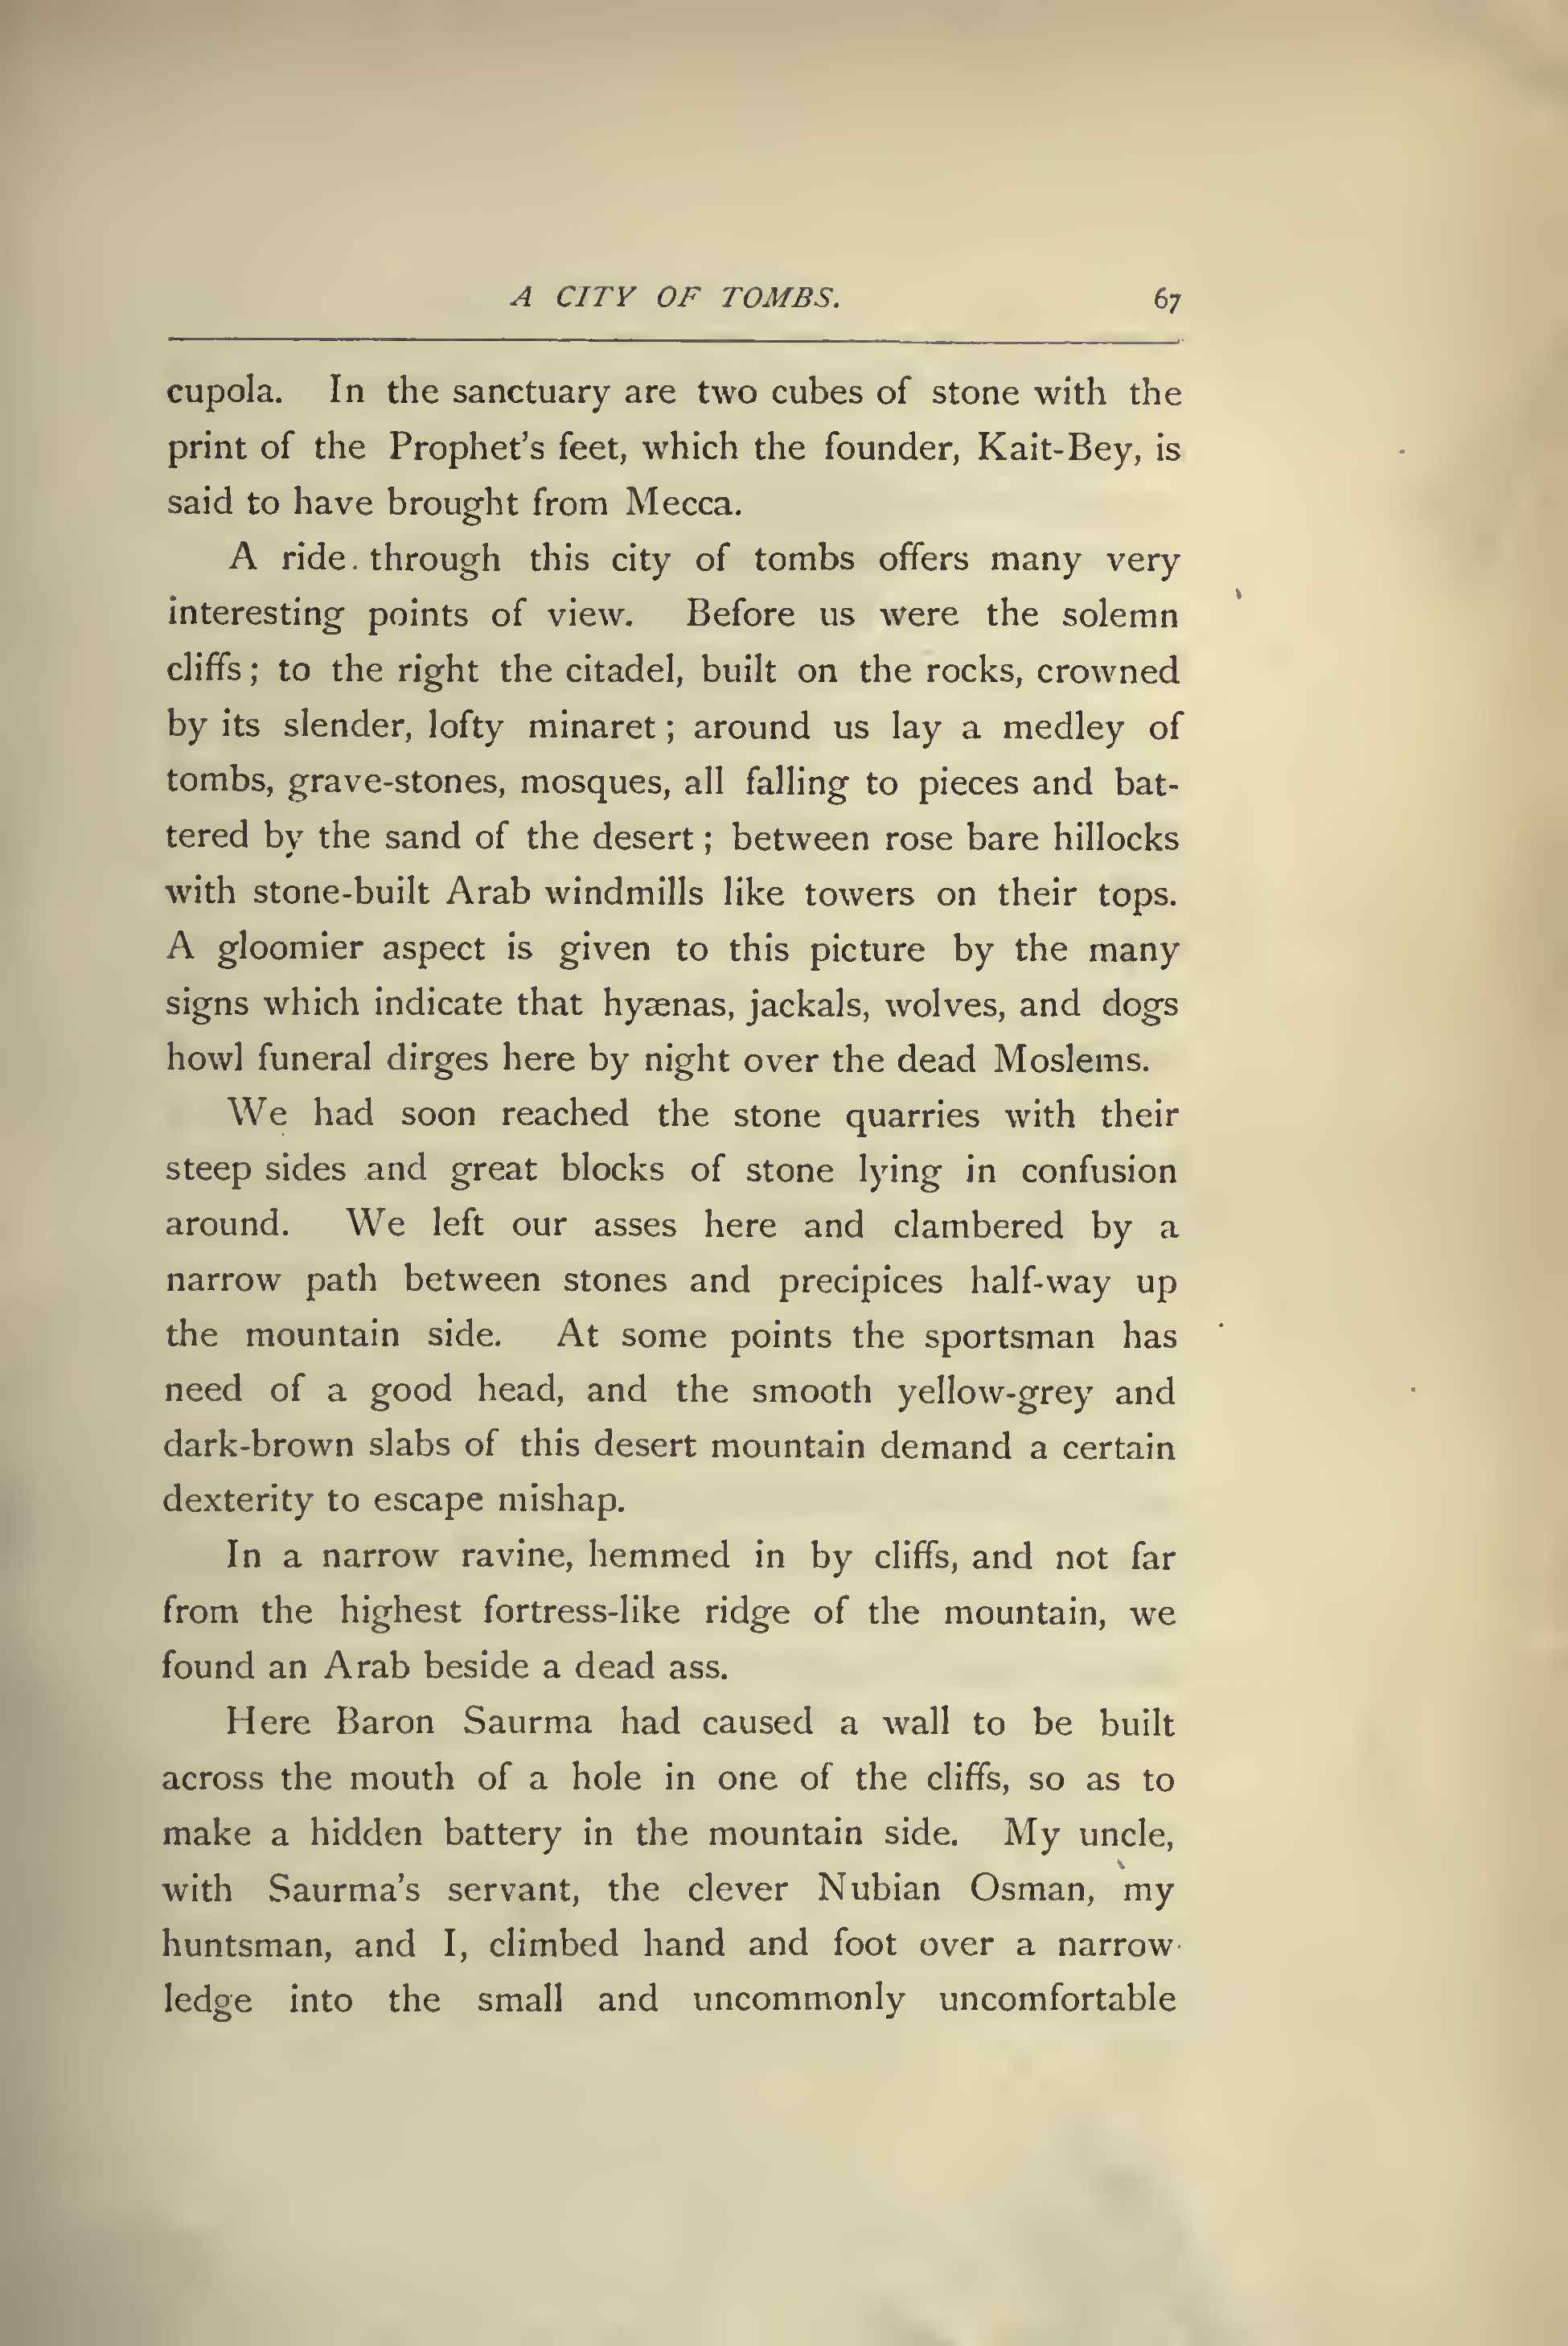 A CITY OF TOMBS. 67
cupola. In the sanctuary are two cubes of stone with the
print of the Prophet's feet, which the founder, Kait-Bey, is
said to have brought from Mecca.
A ride. through this city of tombs offers many very
interesting points of view. Before us were the solemn
cliffs; to the right the citadel, built on the rocks, crowned
by its slender, lofty minaret; around us lay a medley of
tombs, grave-stones, mosques, all falling to pieces and bat-
tered by the sand of the desert; between rose bare hillocks
with stone-built Arab windmills like towers on their tops.
A gloomier aspect is given to this picture by the many
signs which indicate that hyænas, jackals, wolves, and dogs
howl funeral dirges here by night over the dead Moslems.
We had soon reached the stone quarries with their
steep sides and great blocks of stone lying in confusion
around. We left our asses here and clambered by a
narrow path between stones and precipices half-way up
the mountain side. At some points the sportsman has
need of a good head, and the smooth yellow-grey and
dark-brown slabs of this desert mountain demand a certain
dexterity to escape mishap.
In a narrow ravine, hemmed in by cliffs, and not far
from the highest fortress-like ridge of the mountain, we
found an Arab beside a dead ass.
Here Baron Saurma had caused a wall to be built
across the mouth of a hole in one of the cliffs, so as to
make a hidden battery in the mountain side. My uncle,
with Saurma's servant, the clever Nubian Osman, my
huntsman, and I, climbed hand and foot over a narrow
ledge into the small and uncommonly uncomfortable